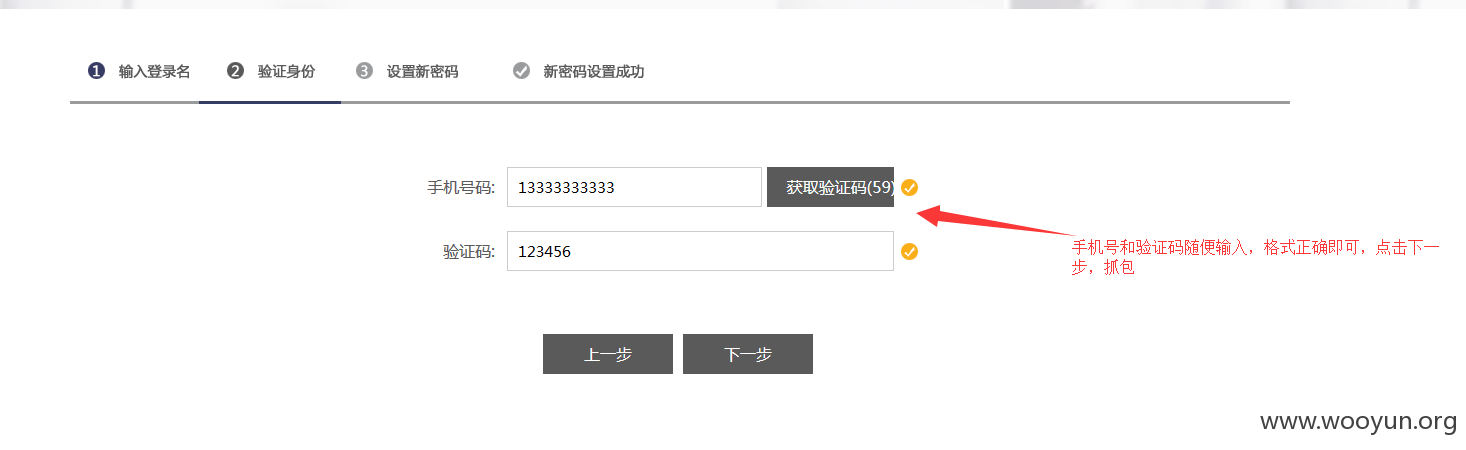 1 输入登录名 2 验证身份 3 设置新密码 新密码设置成功
手机号码: 13333333333 获取验证码(59)
手机号和验证码随便输入，格式正确即可，点击下一
步，抓包
验证码: 123456
上一步 下一步
www.wooyun.org